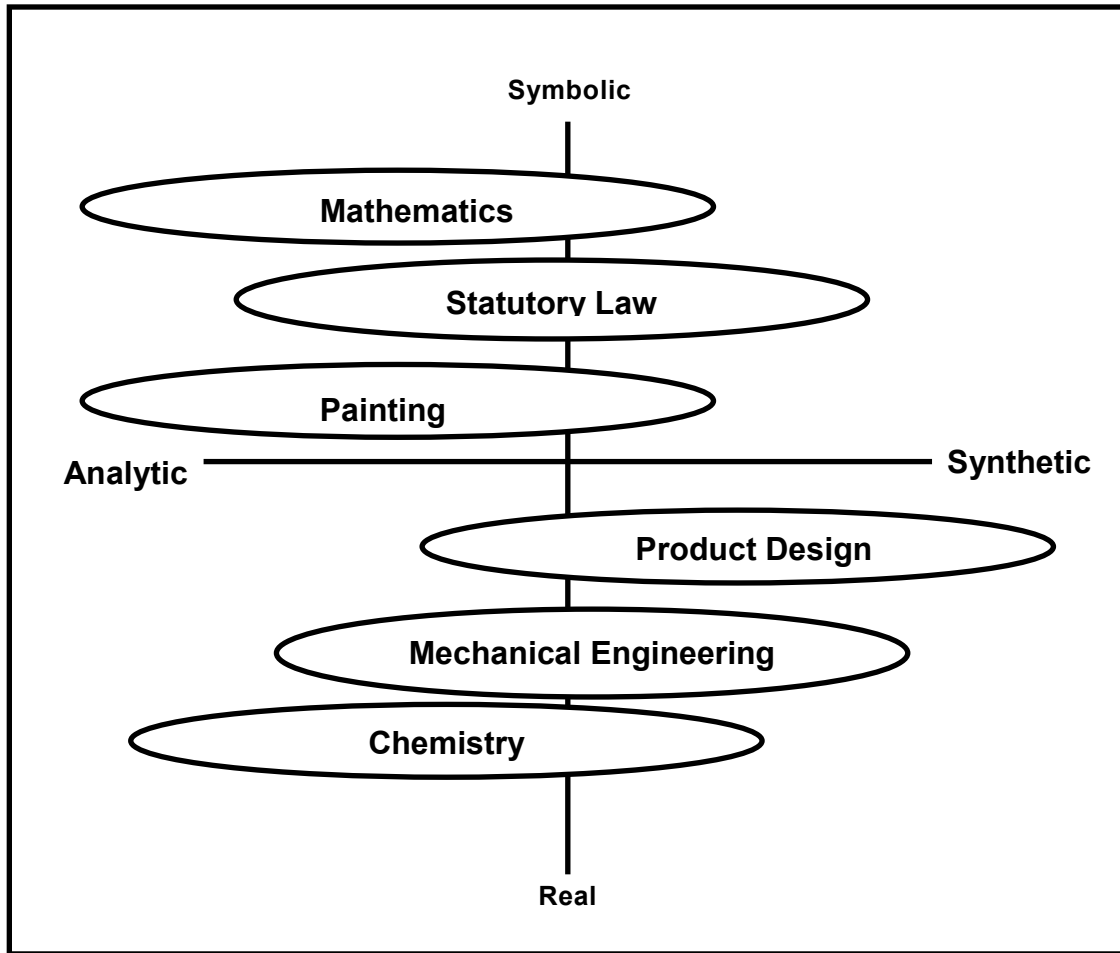 Symbolic
Mathematics
Statutory Law
Painting
Analytic
Synthetic
Product Design
Mechanical Engineering
Chemistry
Real